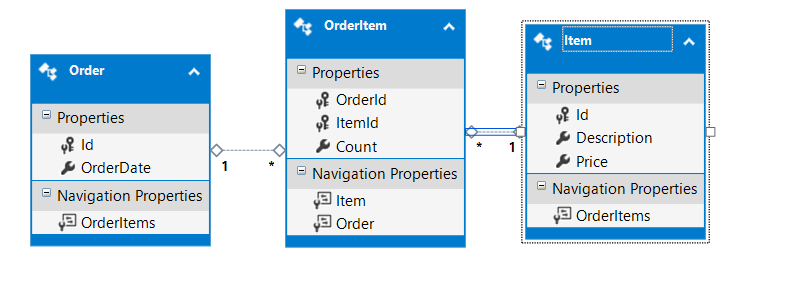 Order
Properties
Id
OrderDate
Navigation Properties
OrderItems
1
*
OrderItem
Properties
OrderId
ItemId
Count
Navigation Properties
Item
Order
*
1
Item
Properties
Id
Description
Price
Navigation Properties
OrderItems